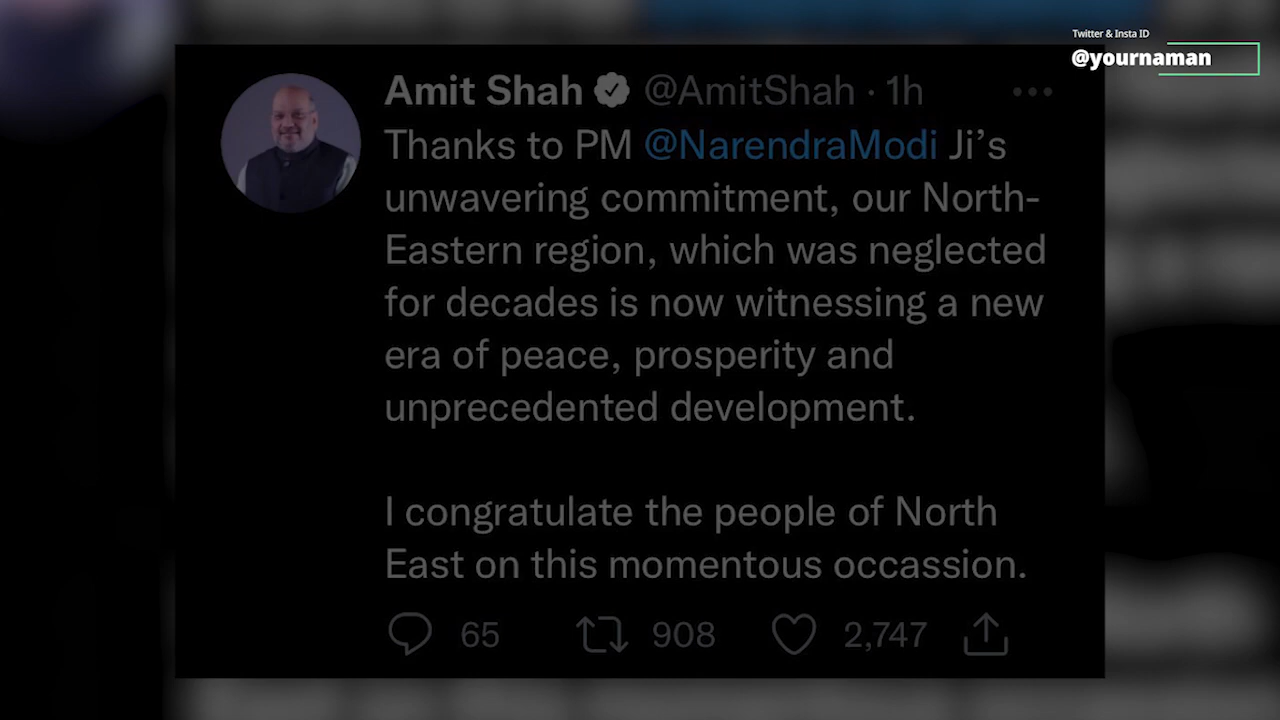 Twitter & Insta ID
@yournaman
Amit Shah @AmitShah · 1h
Thanks to PM @NarendraModi Ji’s
unwavering commitment, our North-
Eastern region, which was neglected
for decades is now witnessing a new
era of peace, prosperity and
unprecedented development.
I congratulate the people of North
East on this momentous occassion.
65 908 2,747